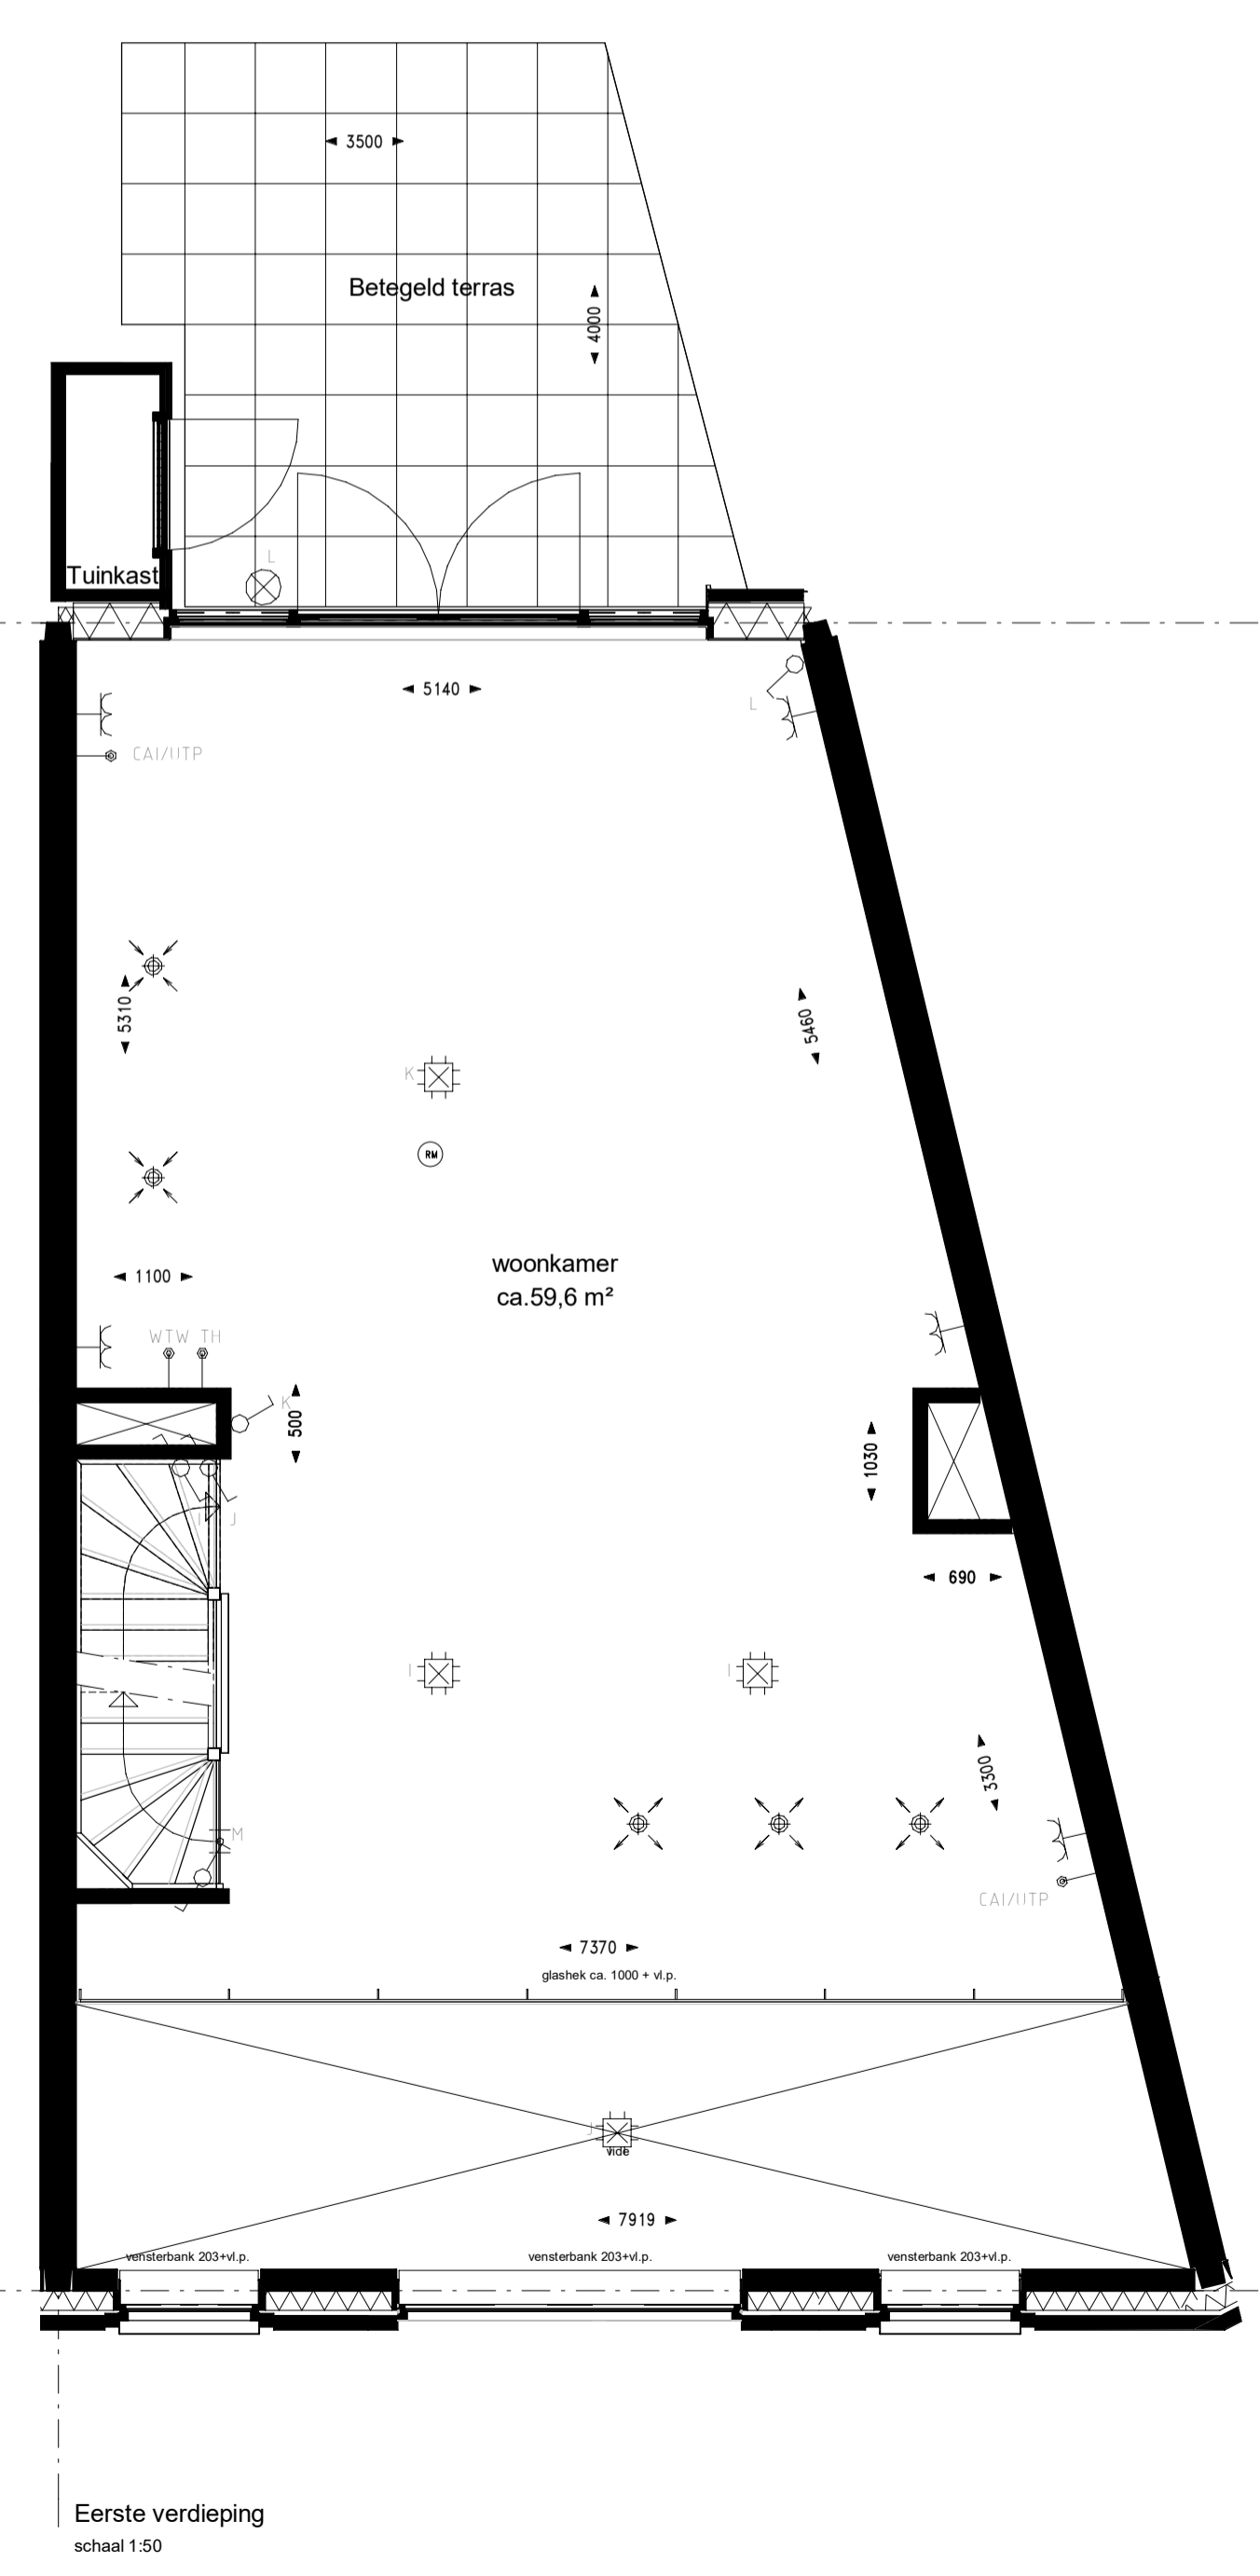 3500
Betegeld terras
4000
Tuinkast
L
5140
L
CAI/UTP
5310
5460
K
RM
woonkamer
ca.59,6 m²
1100
WTW TH
K
500
1030
I J
690
I
I
3300
M
CAI/UTP
7370
glashek ca. 1000 + vl.p.
J
vide
7919
vensterbank 203+vl.p.
vensterbank 203+vl.p.
vensterbank 203+vl.p.
Eerste verdieping
schaal 1:50